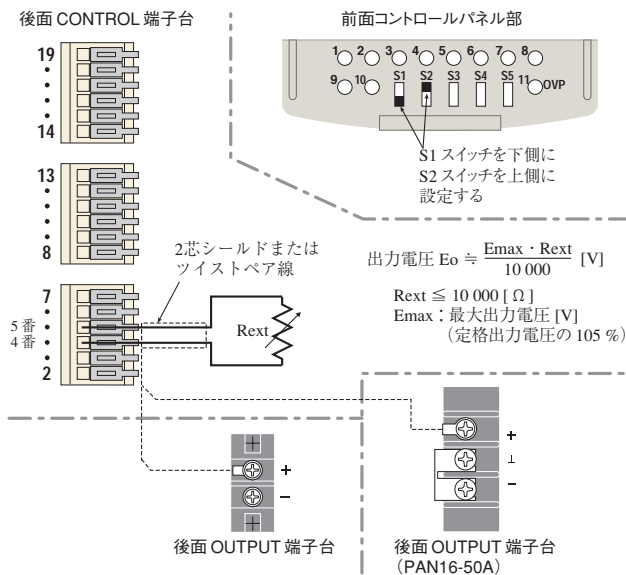 後面 CONTROL 端子台
19
14
13
8
7
5番
4番
2
2芯シールドまたは
ツイストペア線
Rext
前面コントロールパネル部
1 2 3 4 5 6 7 8
9 10 S1 S2 S3 S4 S5 11 OVP
S1 スイッチを下側に
S2 スイッチを上側に
設定する
出力電圧 Eo ≒ Emax・Rext / 10 000 [V]
Rext ≦ 10 000 [ Ω ]
Emax：最大出力電圧 [V]
(定格出力電圧の 105 %)
+
−
後面 OUTPUT 端子台
+
⊥
−
後面 OUTPUT 端子台
（PAN16-50A）